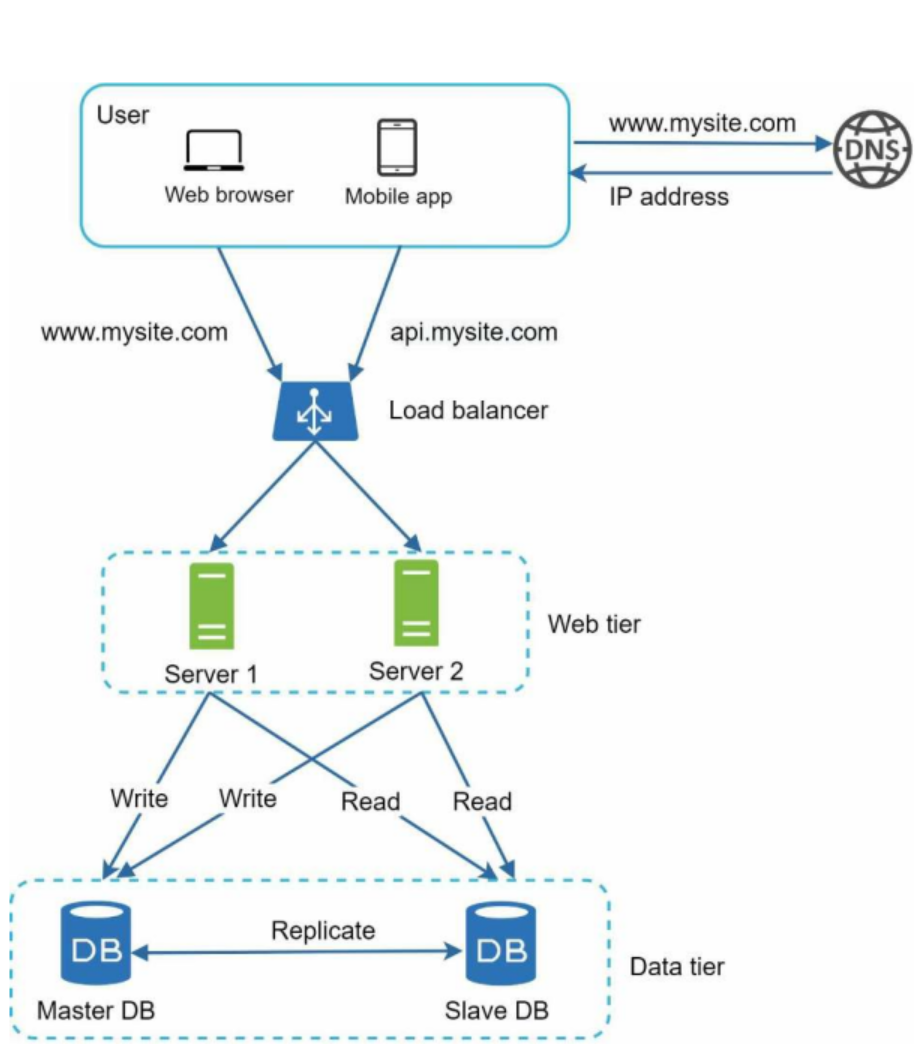 User
Web browser
Mobile app
www.mysite.com
DNS
IP address
www.mysite.com
api.mysite.com
Load balancer
Server 1
Server 2
Web tier
Write
Write
Read
Read
DB
Replicate
DB
Master DB
Slave DB
Data tier